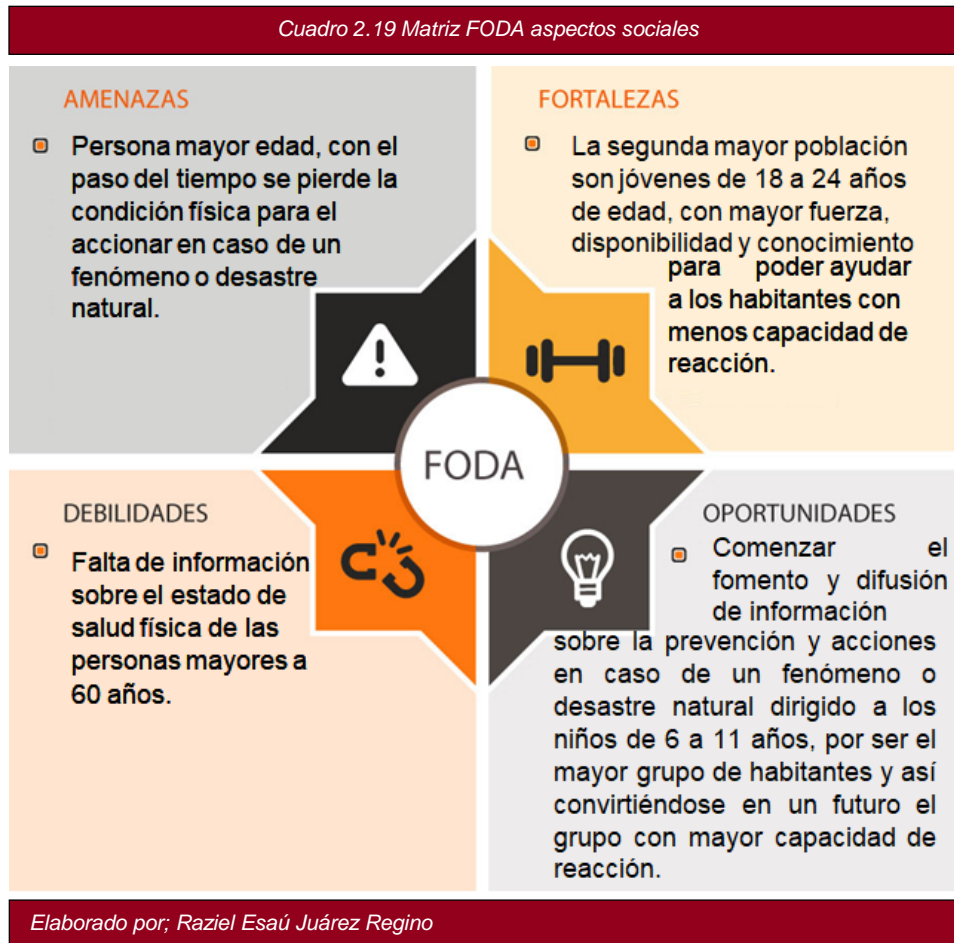 Cuadro 2.19 Matriz FODA aspectos sociales
AMENAZAS
Persona mayor edad, con el
paso del tiempo se pierde la
condición física para el
accionar en caso de un
fenómeno o desastre
natural.
FORTALEZAS
La segunda mayor población
son jóvenes de 18 a 24 años
de edad, con mayor fuerza,
disponibilidad y conocimiento
para poder ayudar
a los habitantes con
menos capacidad de
reacción.
FODA
DEBILIDADES
Falta de información
sobre el estado de
salud física de las
personas mayores a
60 años.
OPORTUNIDADES
Comenzar el
fomento y difusión
de información
sobre la prevención y acciones
en caso de un fenómeno o
desastre natural dirigido a los
niños de 6 a 11 años, por ser el
mayor grupo de habitantes y así
convirtiéndose en un futuro el
grupo con mayor capacidad de
reacción.
Elaborado por; Raziel Esaú Juárez Regino